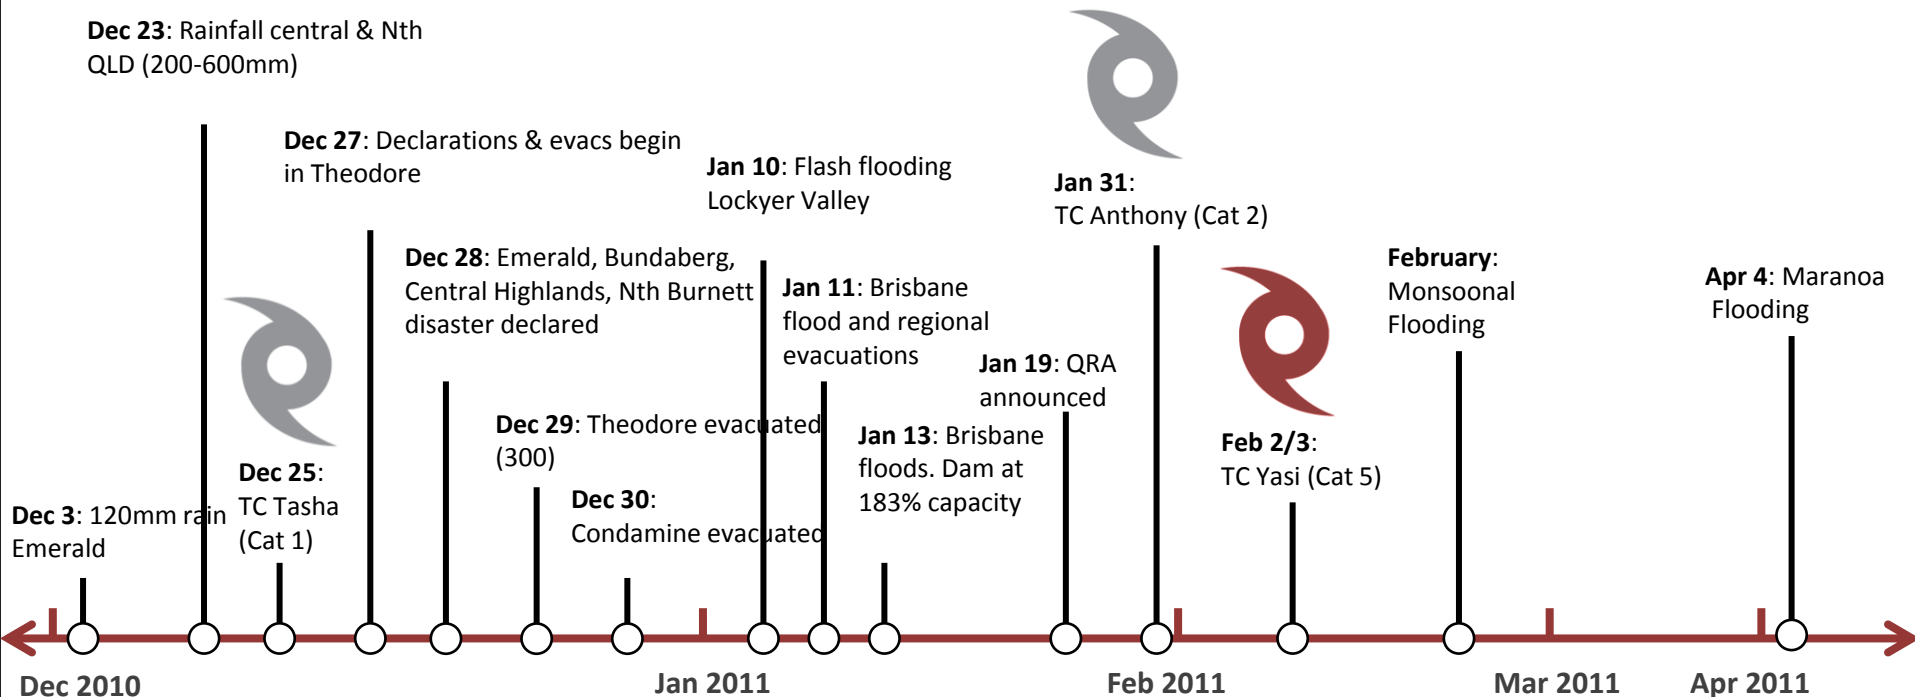 Dec 23: Rainfall central & Nth
QLD (200-600mm)
Dec 27: Declarations & evacs begin
in Theodore
Jan 10: Flash flooding
Lockyer Valley
Jan 31:
TC Anthony (Cat 2)
Dec 28: Emerald, Bundaberg,
Central Highlands, Nth Burnett
disaster declared
Jan 11: Brisbane
flood and regional
evacuations
February:
Monsoonal
Flooding
Apr 4: Maranoa
Flooding
Jan 19: QRA
announced
Dec 29: Theodore evacuated
(300)
Jan 13: Brisbane
floods. Dam at
183% capacity
Feb 2/3:
TC Yasi (Cat 5)
Dec 25:
TC Tasha
(Cat 1)
Dec 30:
Condamine evacuated
Dec 3: 120mm rain
Emerald
Dec 2010
Jan 2011
Feb 2011
Mar 2011
Apr 2011